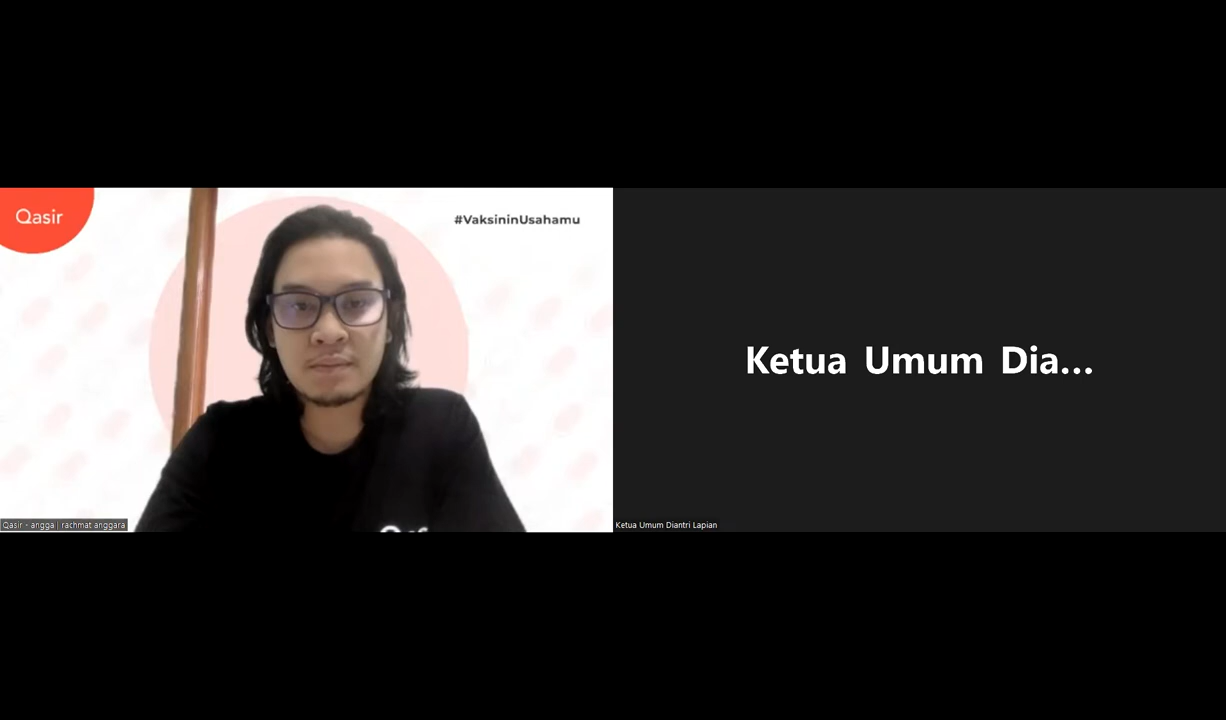 Qasir
#VaksininUsahamu
Ketua Umum Dia...
Qasir - angga | rachmat anggara
Ketua Umum Diantri Lapian